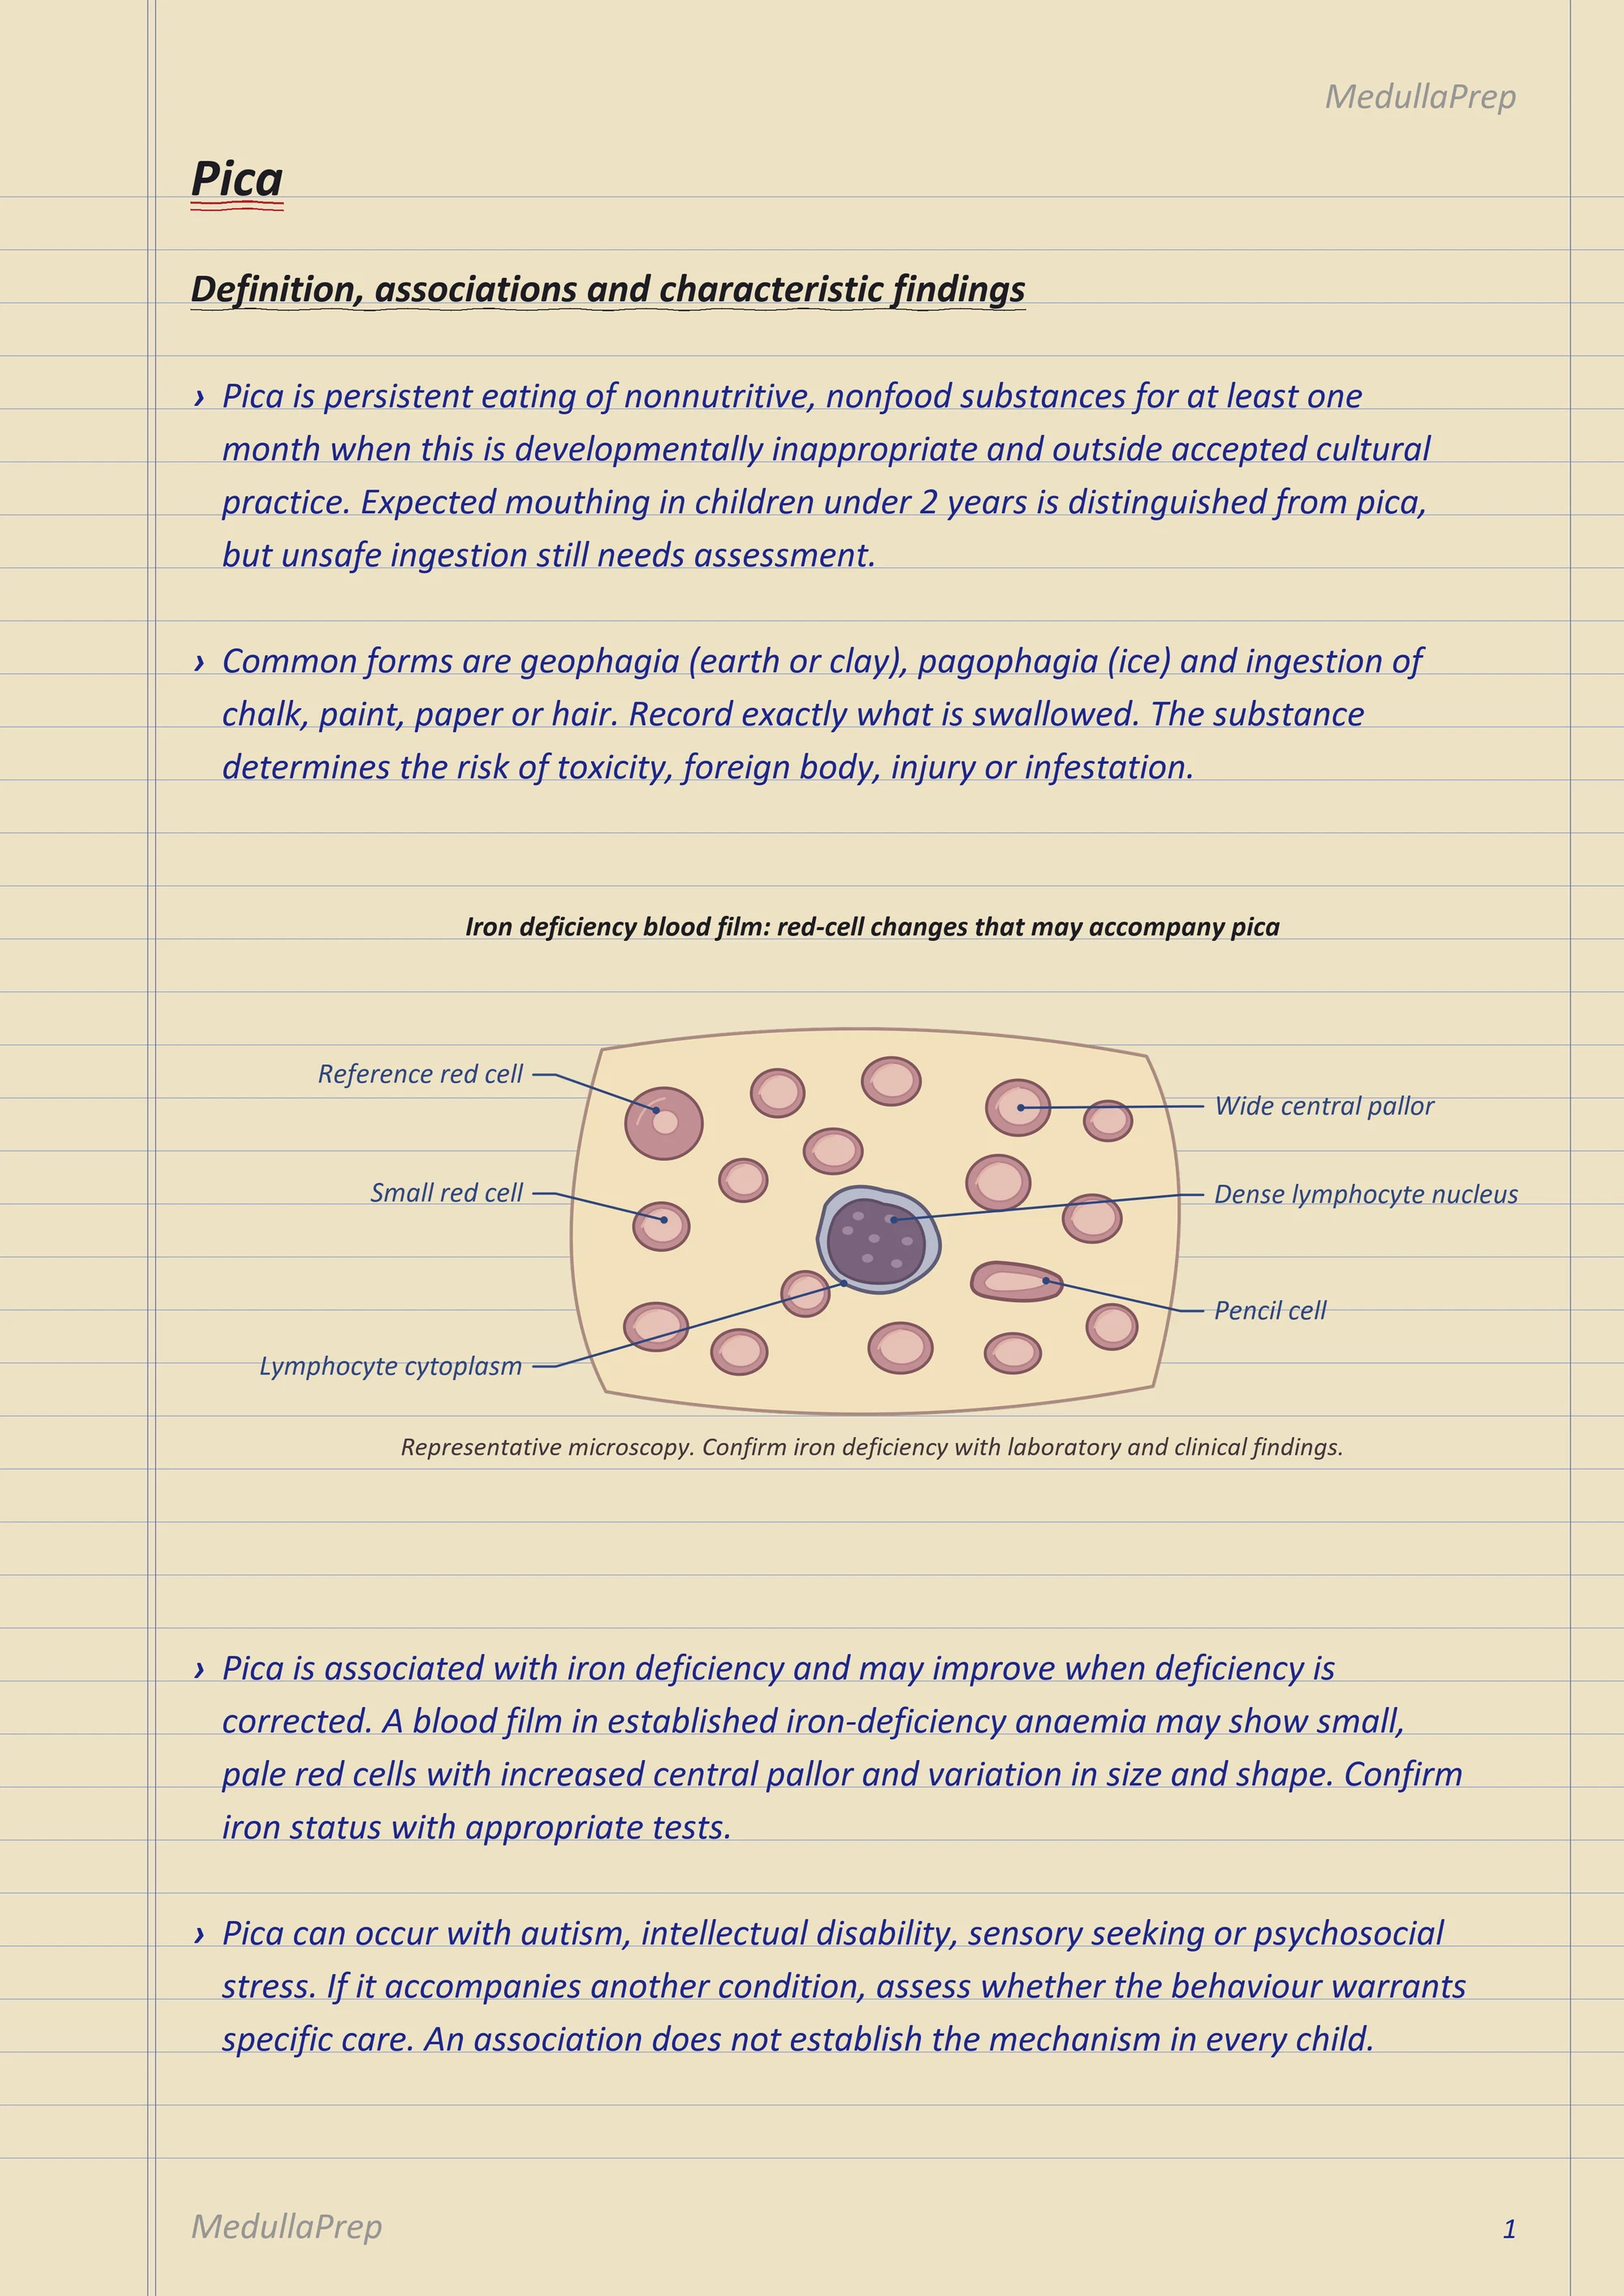 MedullaPrep
Pica
Definition, associations and characteristic findings
› Pica is persistent eating of nonnutritive, nonfood substances for at least one
month when this is developmentally inappropriate and outside accepted cultural
practice. Expected mouthing in children under 2 years is distinguished from pica,
but unsafe ingestion still needs assessment.
› Common forms are geophagia (earth or clay), pagophagia (ice) and ingestion of
chalk, paint, paper or hair. Record exactly what is swallowed. The substance
determines the risk of toxicity, foreign body, injury or infestation.
Iron deficiency blood film: red-cell changes that may accompany pica
Reference red cell
Wide central pallor
Small red cell
Dense lymphocyte nucleus
Pencil cell
Lymphocyte cytoplasm
Representative microscopy. Confirm iron deficiency with laboratory and clinical findings.
› Pica is associated with iron deficiency and may improve when deficiency is
corrected. A blood film in established iron-deficiency anaemia may show small,
pale red cells with increased central pallor and variation in size and shape. Confirm
iron status with appropriate tests.
› Pica can occur with autism, intellectual disability, sensory seeking or psychosocial
stress. If it accompanies another condition, assess whether the behaviour warrants
specific care. An association does not establish the mechanism in every child.
MedullaPrep
1